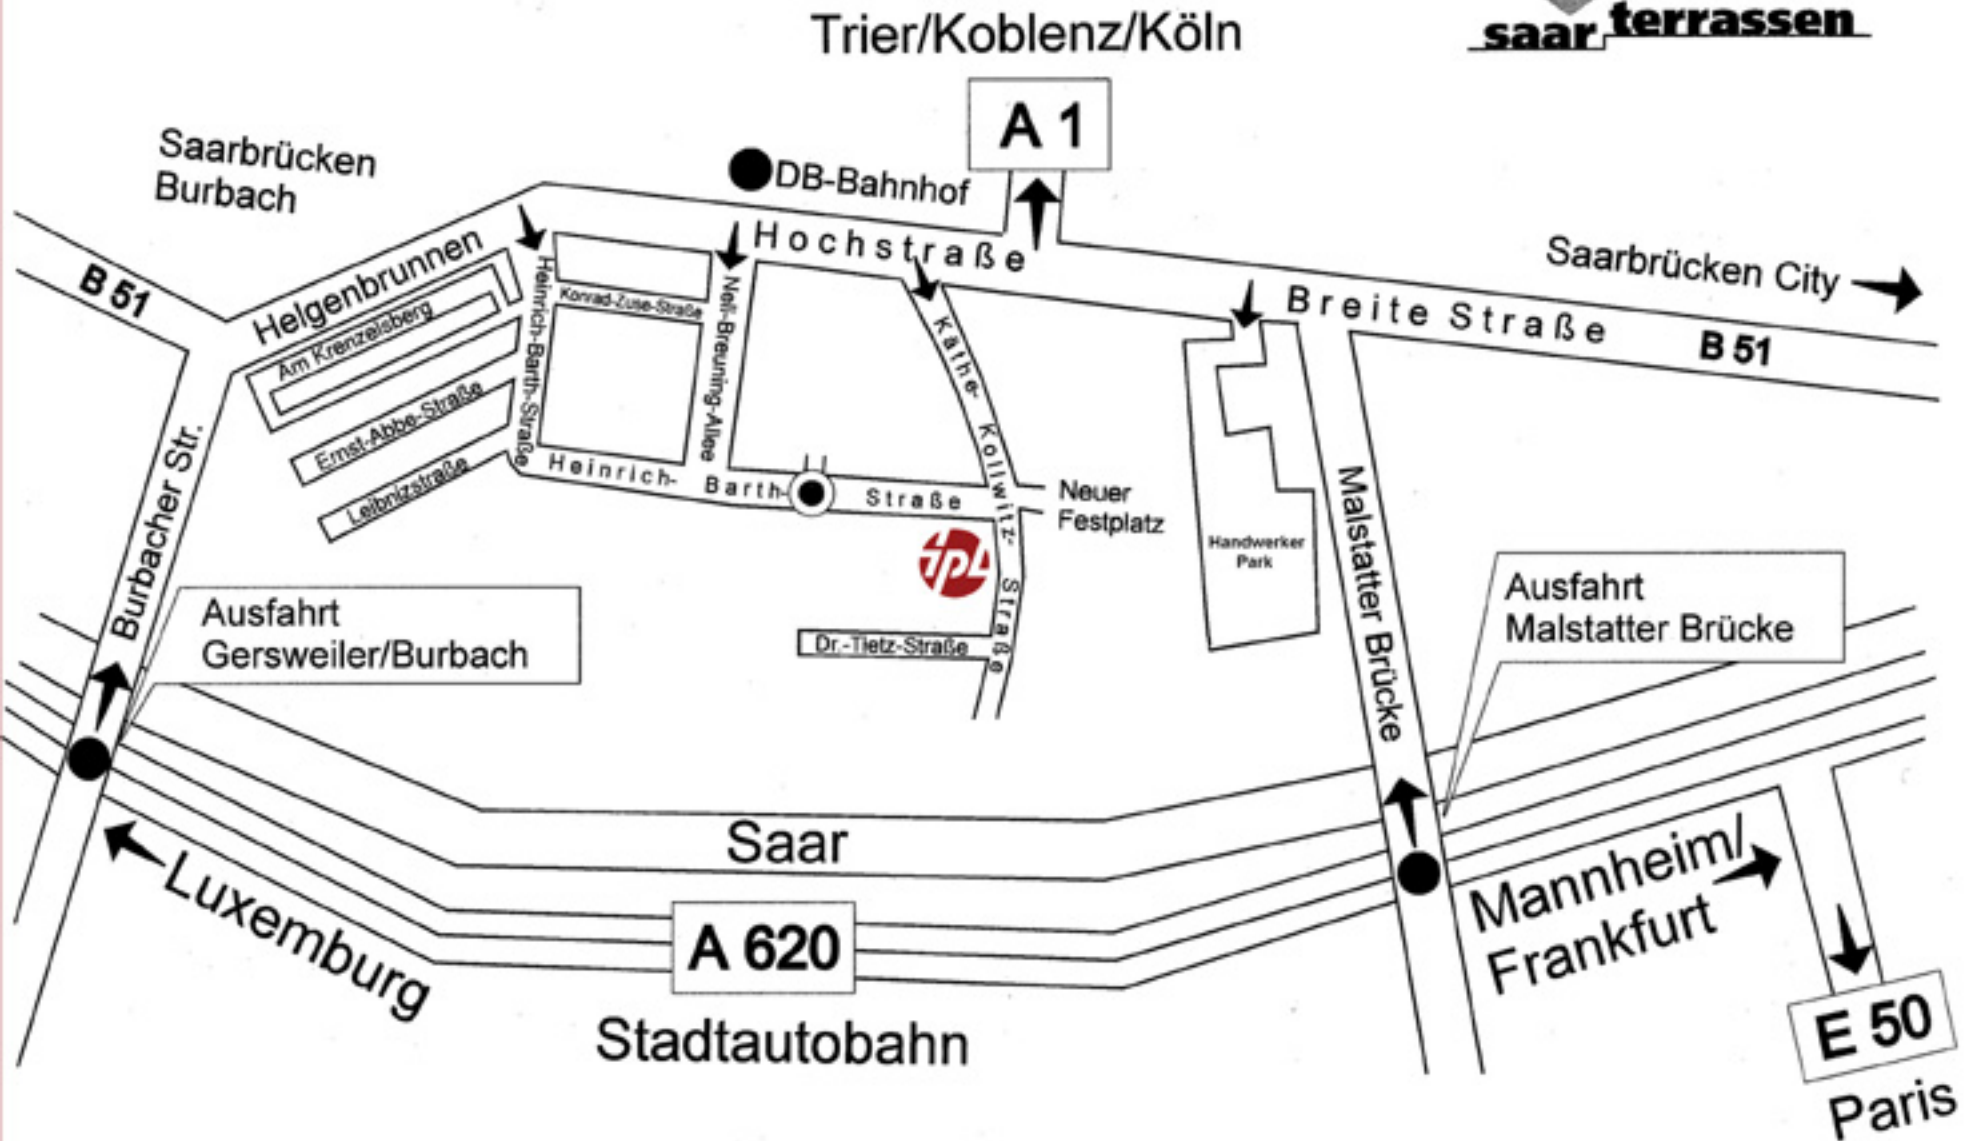 Trier/Koblenz/Köln
saar terrassen
A 1
Saarbrücken
Burbach
DB-Bahnhof
Hochstraße
Saarbrücken City
B 51
Helgenbrunnen
Am Krenzelsberg
Ernst-Abbe-Straße
Leibnizstraße
Heinrich-Barth-Straße
Konrad-Zuse-Straße
Nell-Breuning-Allee
Käthe-Kollwitz-Straße
Breite Straße
B 51
Heinrich-Barth-Straße
Neuer
Festplatz
ipL
Handwerker
Park
Dr.-Tietz-Straße
Malstatter Brücke
Burbacher Str.
Ausfahrt
Gersweiler/Burbach
Ausfahrt
Malstatter Brücke
Saar
Luxemburg
A 620
Stadtautobahn
Mannheim/
Frankfurt
E 50
Paris